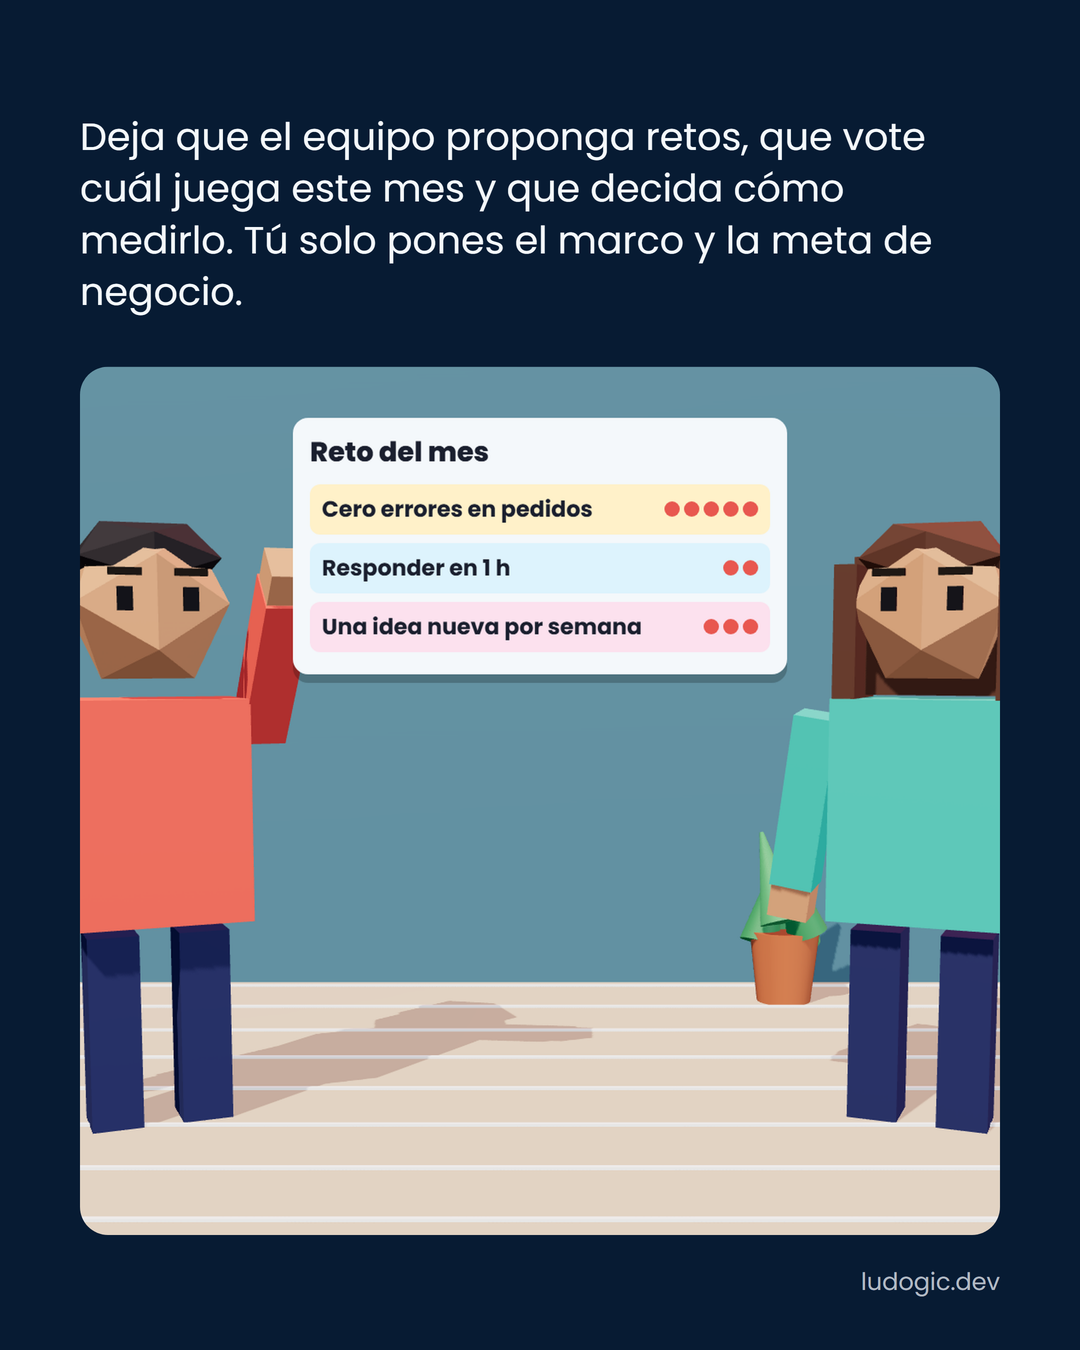 Deja que el equipo proponga retos, que vote
cuál juega este mes y que decida cómo
medirlo. Tú solo pones el marco y la meta de
negocio.
Reto del mes
Cero errores en pedidos
Responder en 1 h
Una idea nueva por semana
ludogic.dev